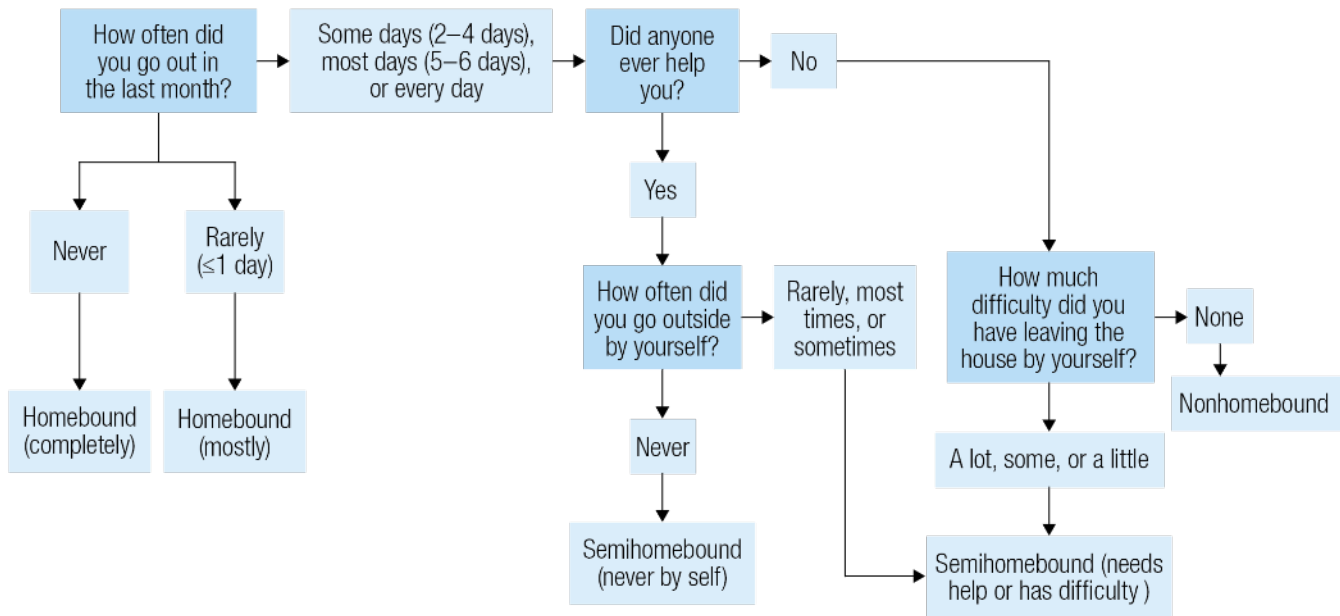 How often did
you go out in
the last month?
Some days (2–4 days),
most days (5–6 days),
or every day
Did anyone
ever help
you?
No
Yes
Never
Rarely
(≤1 day)
How often did
you go outside
by yourself?
Rarely, most
times, or
sometimes
How much
difficulty did you
have leaving the
house by yourself?
None
Nonhomebound
Homebound
(completely)
Homebound
(mostly)
Never
A lot, some, or a little
Semihomebound
(never by self)
Semihomebound (needs
help or has difficulty )